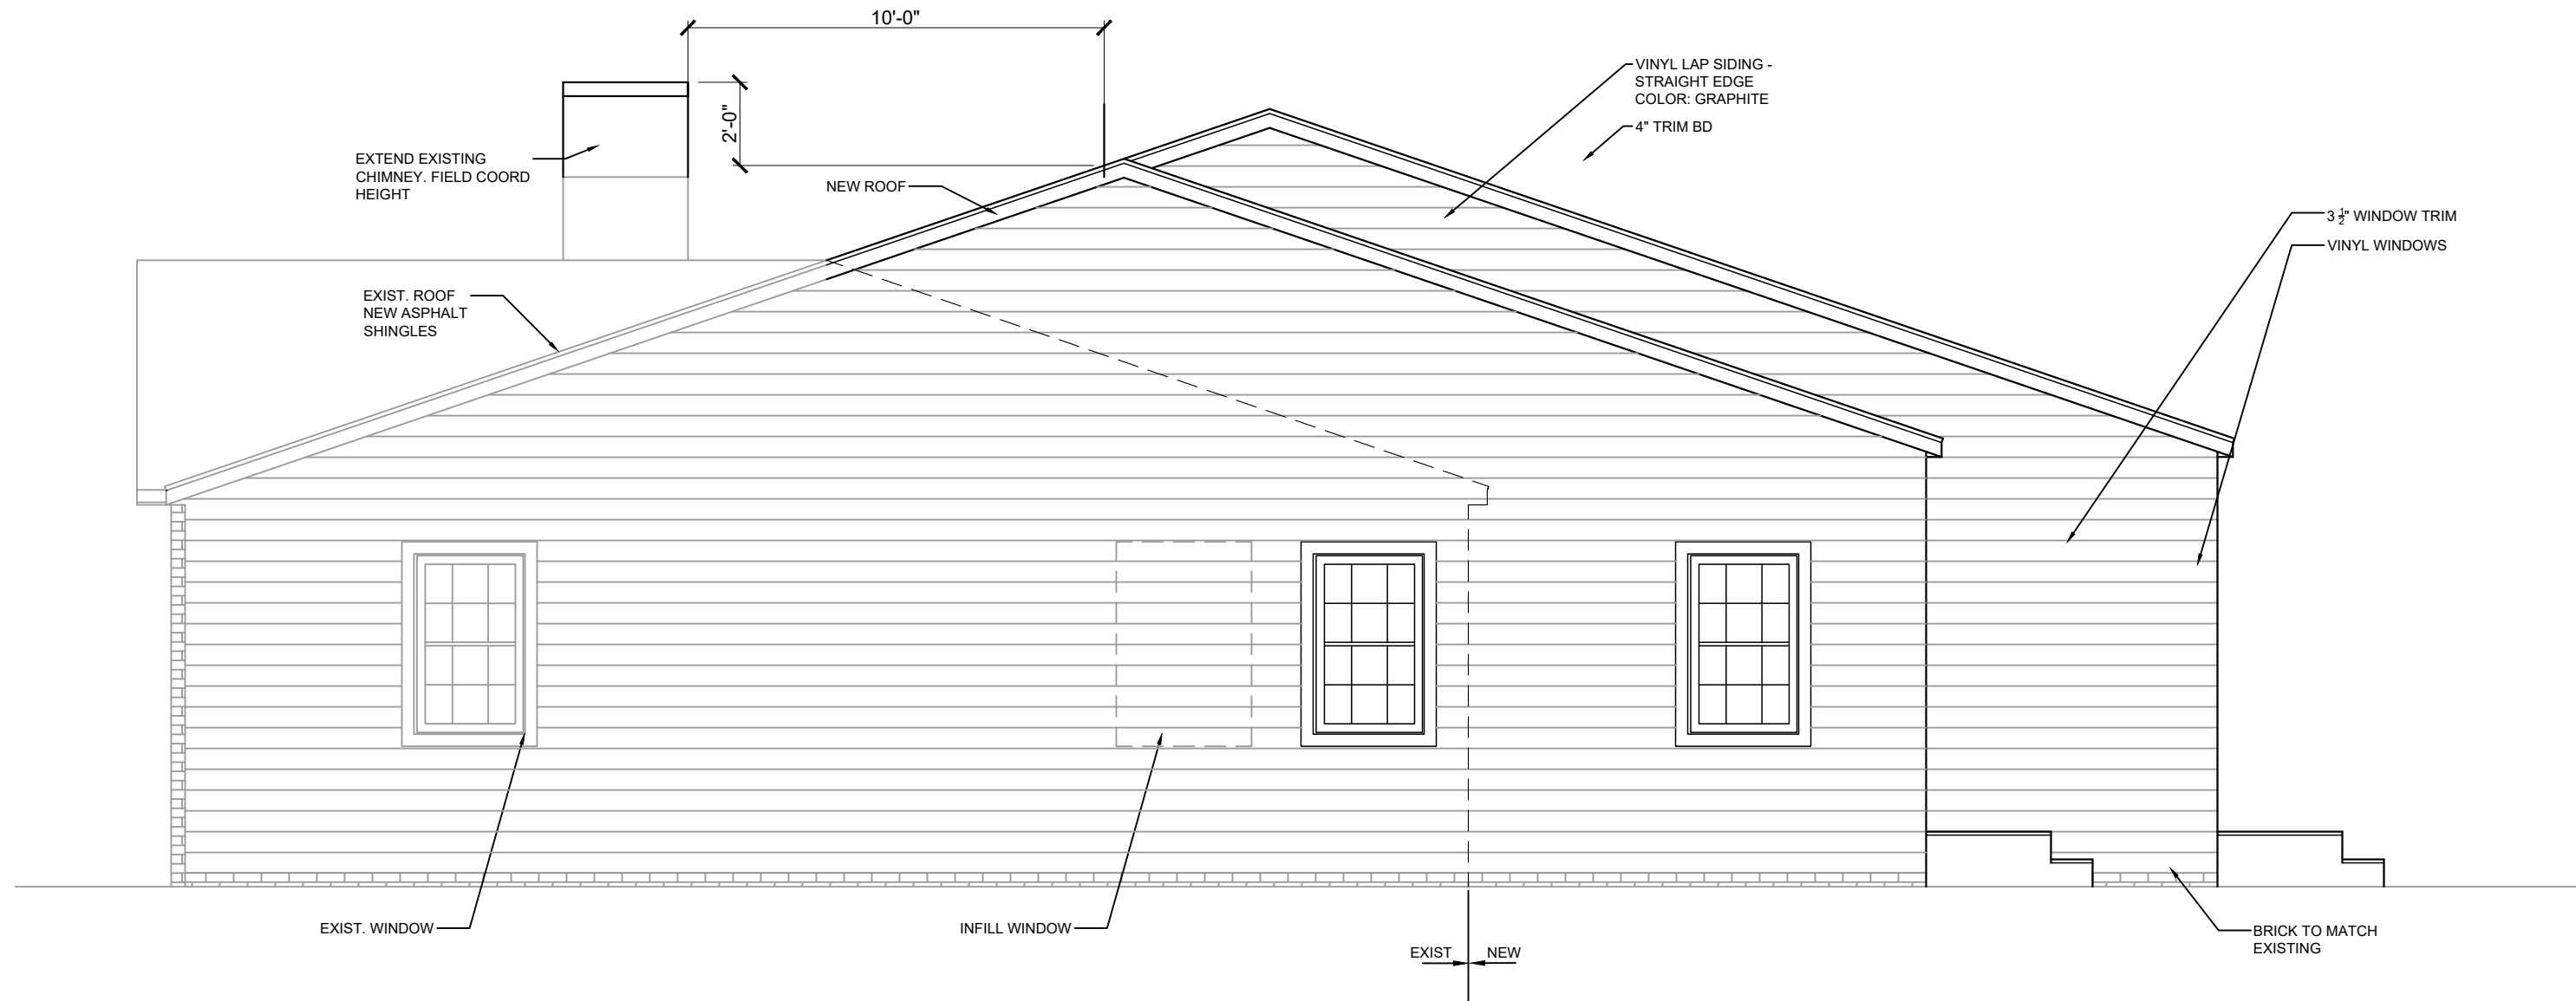 10'-0"
2'-0"
VINYL LAP SIDING -
STRAIGHT EDGE
COLOR: GRAPHITE
4" TRIM BD
EXTEND EXISTING
CHIMNEY. FIELD COORD
HEIGHT
NEW ROOF
3 1/2" WINDOW TRIM
VINYL WINDOWS
EXIST. ROOF
NEW ASPHALT
SHINGLES
EXIST. WINDOW
INFILL WINDOW
BRICK TO MATCH
EXISTING
EXIST NEW